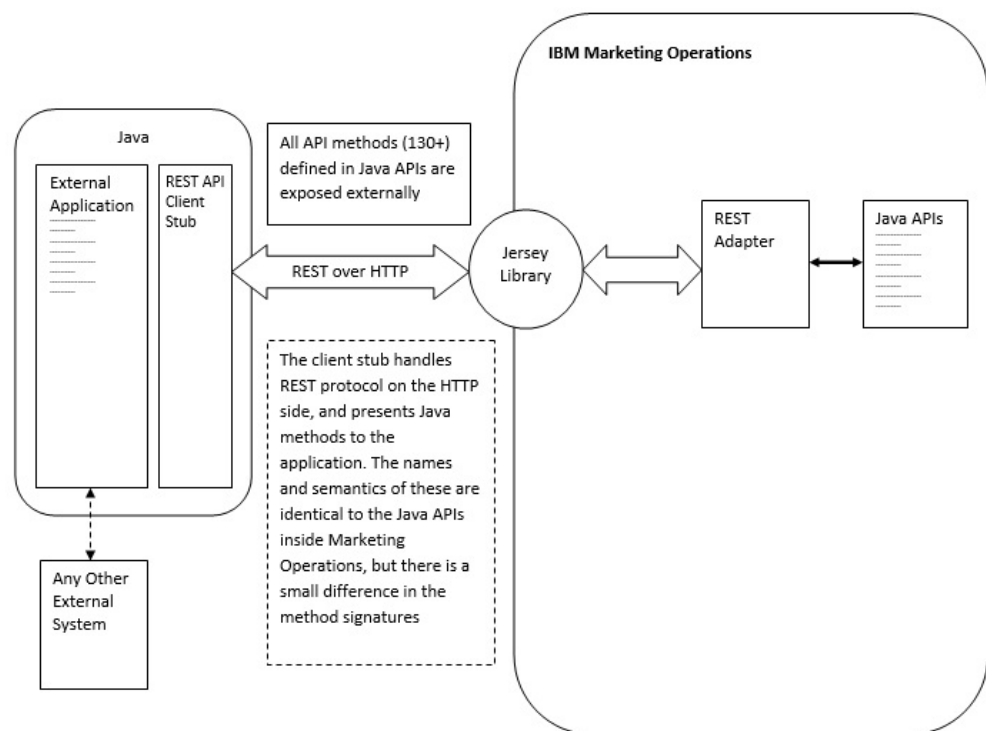 IBM Marketing Operations
Java
External
Application
REST API
Client
Stub
All API methods (130+)
defined in Java APIs are
exposed externally
REST over HTTP
Jersey
Library
REST
Adapter
Java APIs
The client stub handles
REST protocol on the HTTP
side, and presents Java
methods to the
application. The names
and semantics of these are
identical to the Java APIs
inside Marketing
Operations, but there is a
small difference in the
method signatures
Any Other
External
System